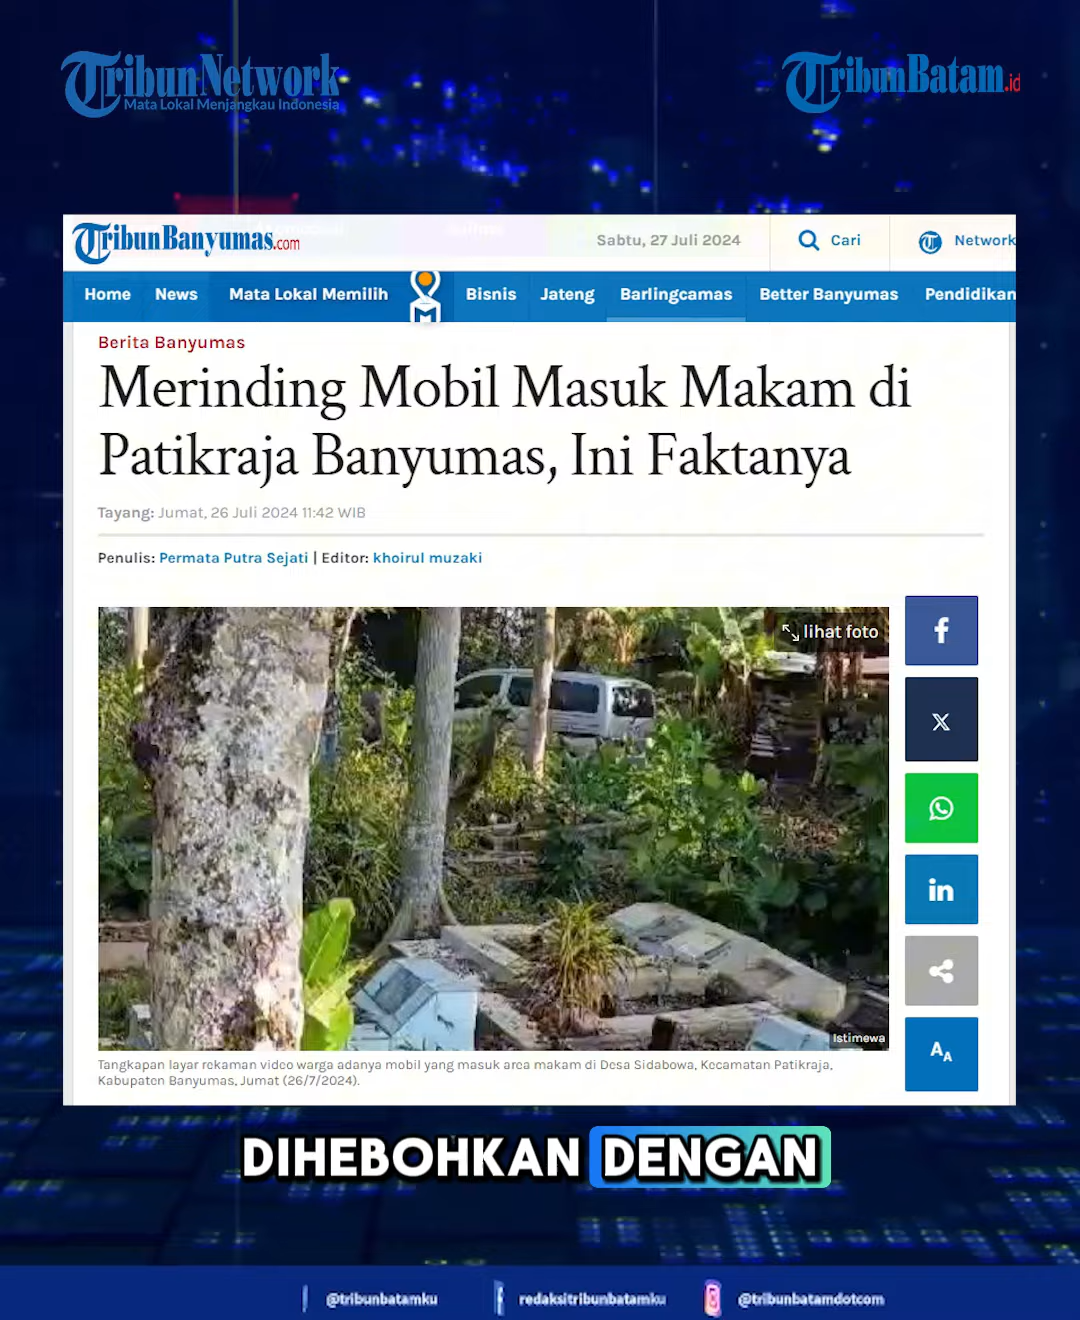 TribunNetwork
Mata Lokal Menjangkau Indonesia
TribunBatam.id
TribunBanyumas.com
Sabtu, 27 Juli 2024
Cari
Network
Home News Mata Lokal Memilih M Bisnis Jateng Barlingcamas Better Banyumas Pendidikan
Berita Banyumas
Merinding Mobil Masuk Makam di
Patikraja Banyumas, Ini Faktanya
Tayang: Jumat, 26 Juli 2024 11:42 WIB
Penulis: Permata Putra Sejati | Editor: khoirul muzaki
lihat foto
Istimewa
Tangkapan layar rekaman video warga adanya mobil yang masuk area makam di Desa Sidabowa, Kecamatan Patikraja,
Kabupaten Banyumas, Jumat (26/7/2024).
DIHEBOHKAN DENGAN
@tribunbatamku
redaksitribunbatamku
@tribunbatamdotcom